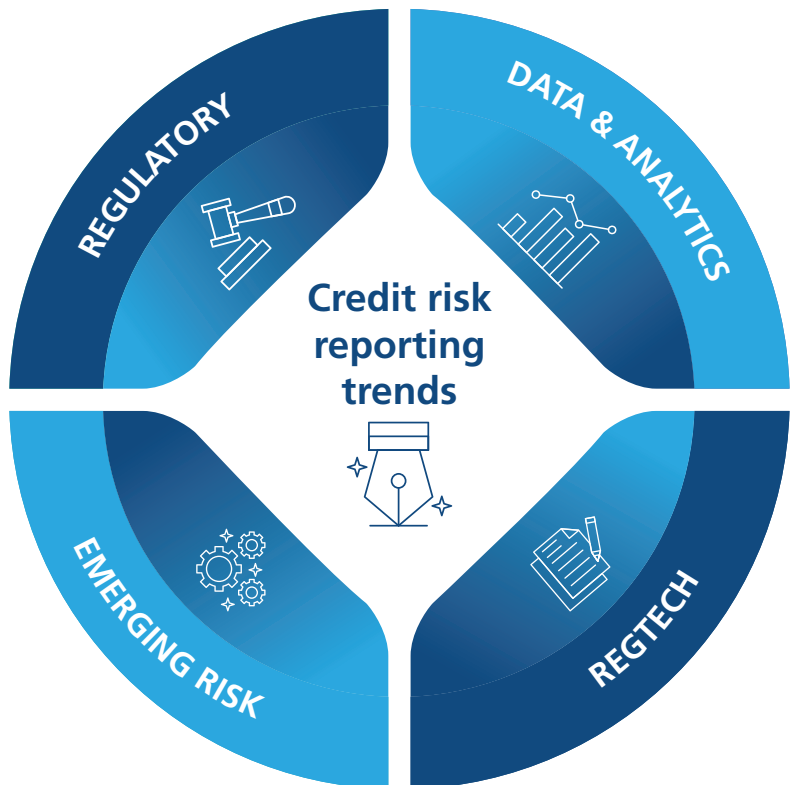 REGULATORY
DATA & ANALYTICS
Credit risk
reporting
trends
EMERGING RISK
REGTECH